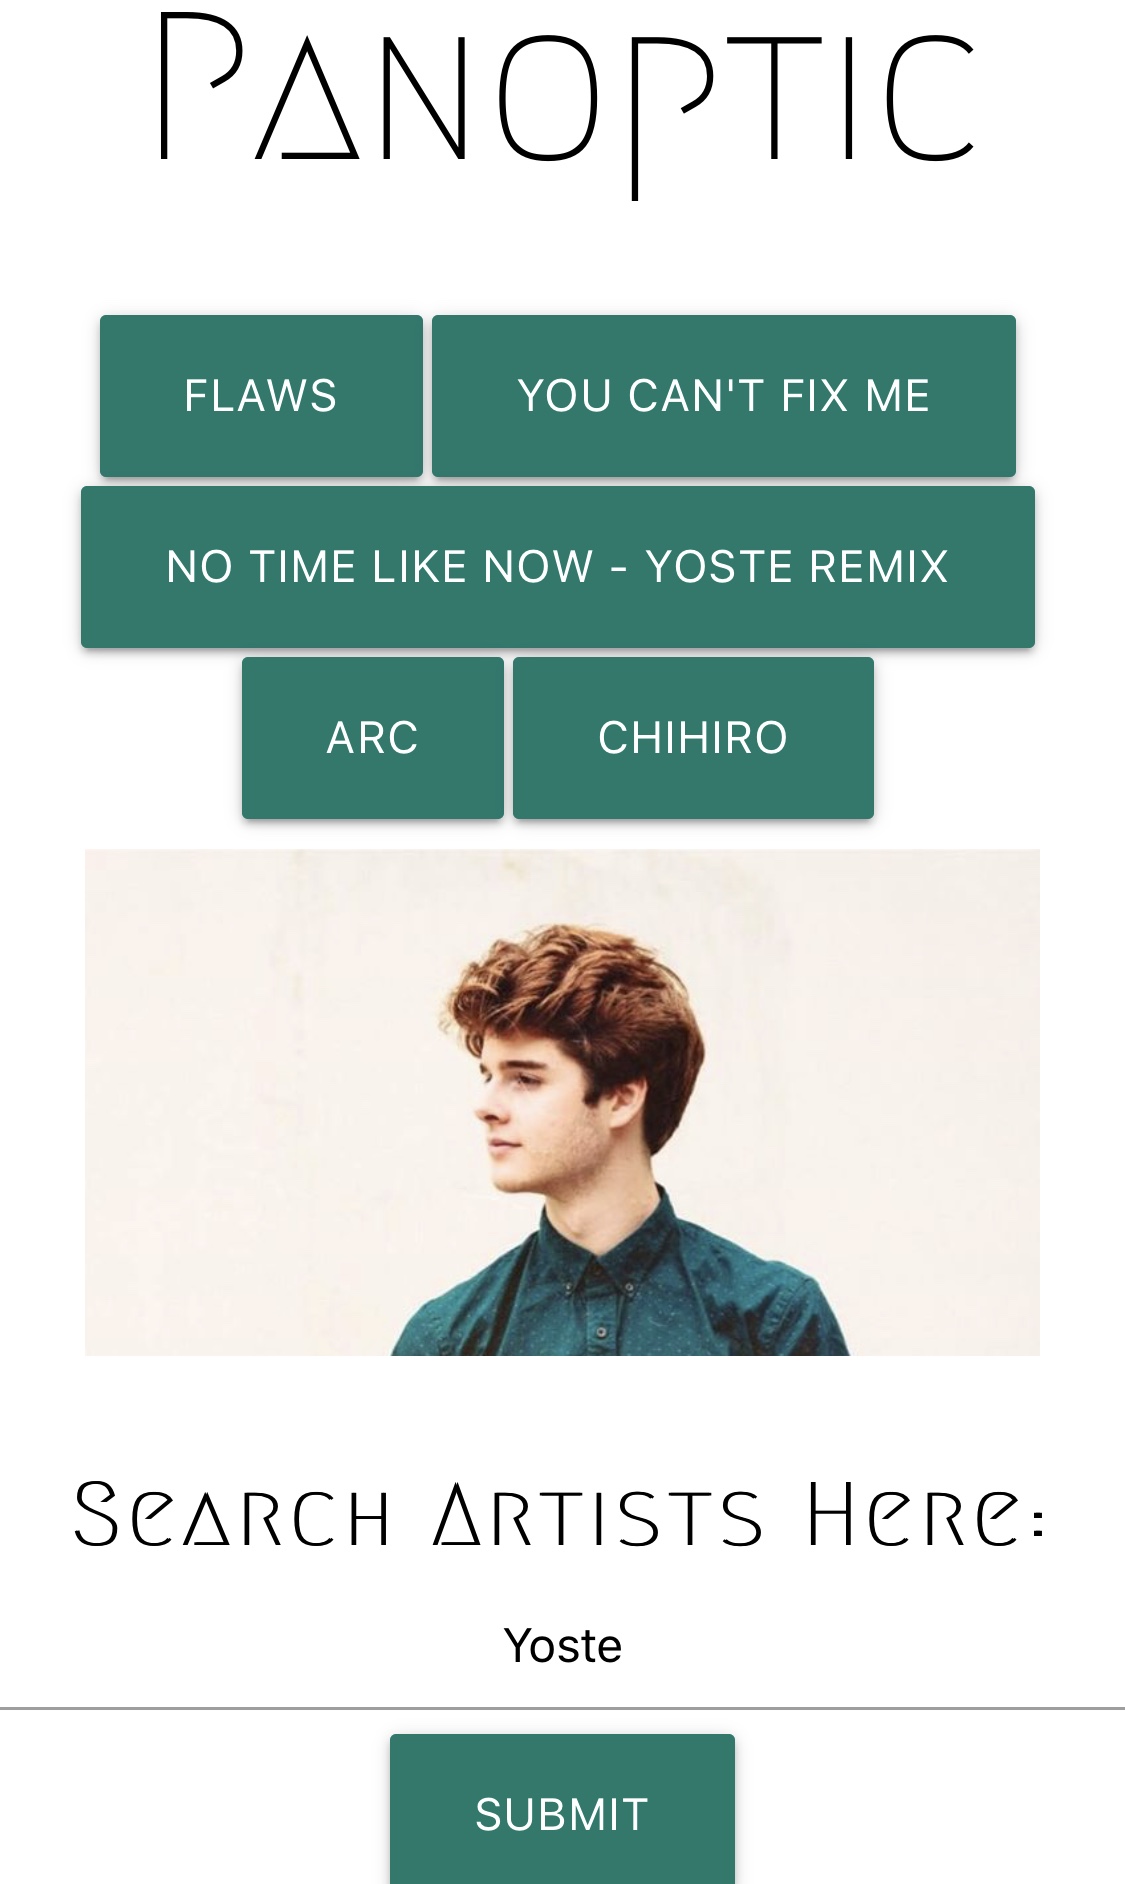 Panoptic
FLAWS
YOU CAN'T FIX ME
NO TIME LIKE NOW - YOSTE REMIX
ARC
CHIHIRO
Search Artists Here:
Yoste
SUBMIT